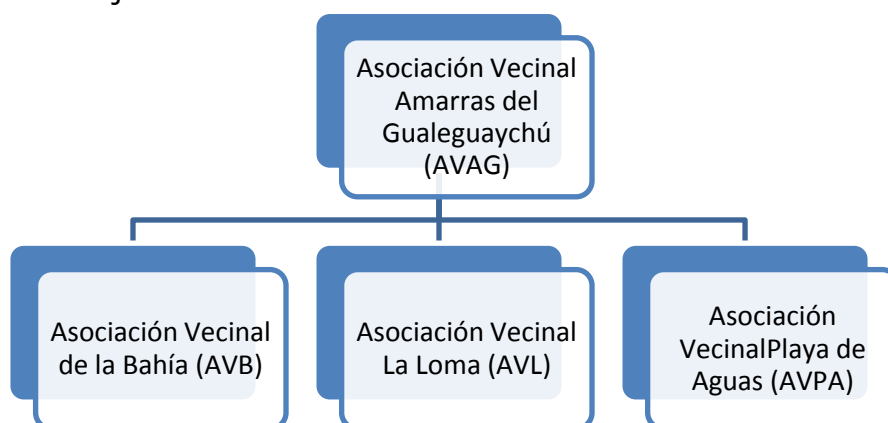 Asociación Vecinal
Amarras del
Gualeguaychú
(AVAG)
Asociación Vecinal
de la Bahía (AVB)
Asociación Vecinal
La Loma (AVL)
Asociación
VecinalPlaya de
Aguas (AVPA)